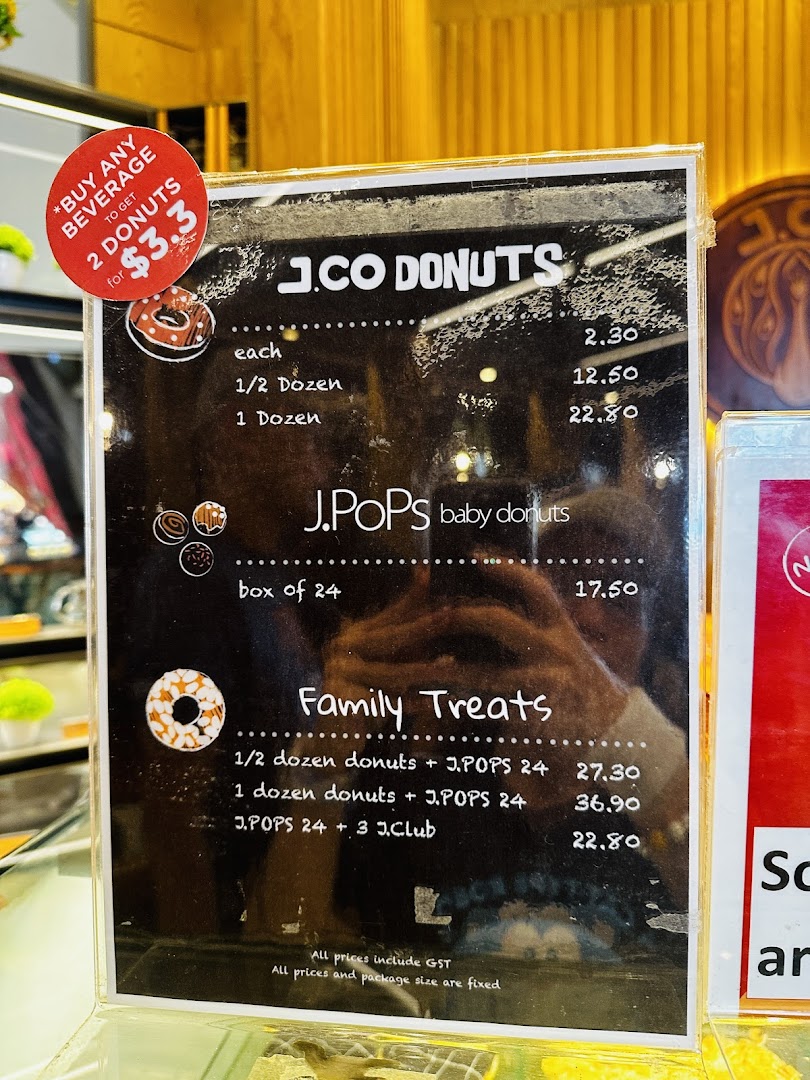 *BUY ANY
BEVERAGE
TO GET
2 DONUTS
for $3.3
J.CO DONUTS
each 2.30
1/2 Dozen 12.50
1 Dozen 22.80
J.POPS baby donuts
box of 24 17.50
Family Treats
1/2 dozen donuts + J.POPS 24 27.30
1 dozen donuts + J.POPS 24 36.90
J.POPS 24 + 3 J.Club 22.80
All prices include GST
All prices and package size are fixed